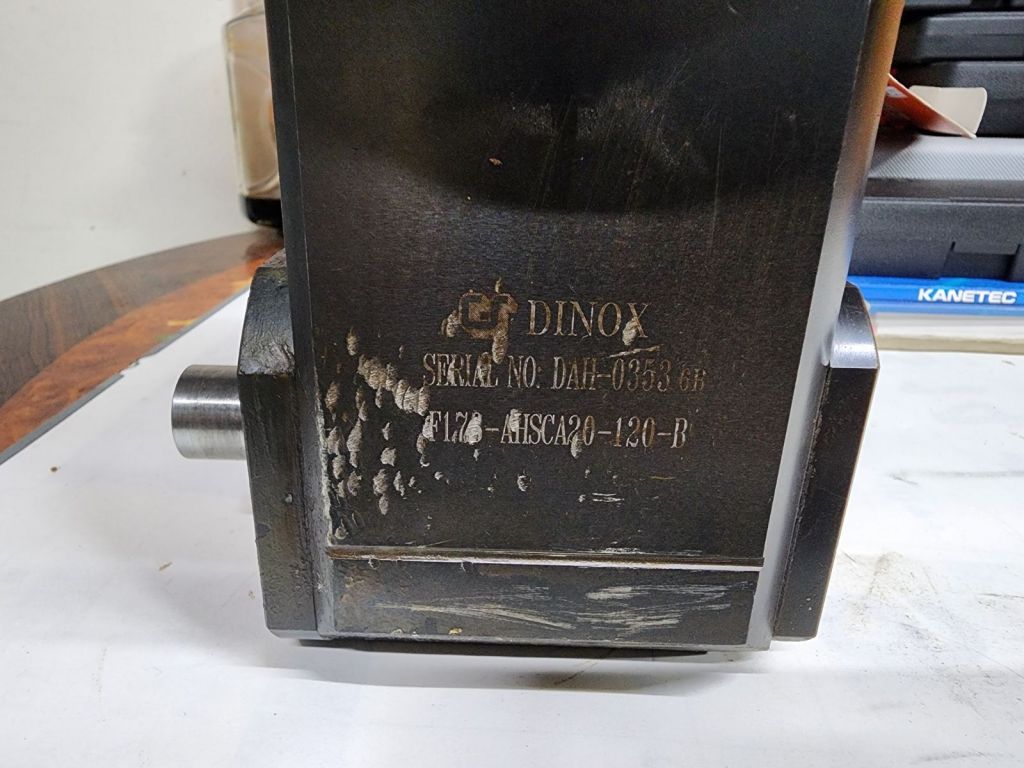 DINOX
SERIAL NO: DAH-0353 6B
-AHSCA20-120-B
KANETEC